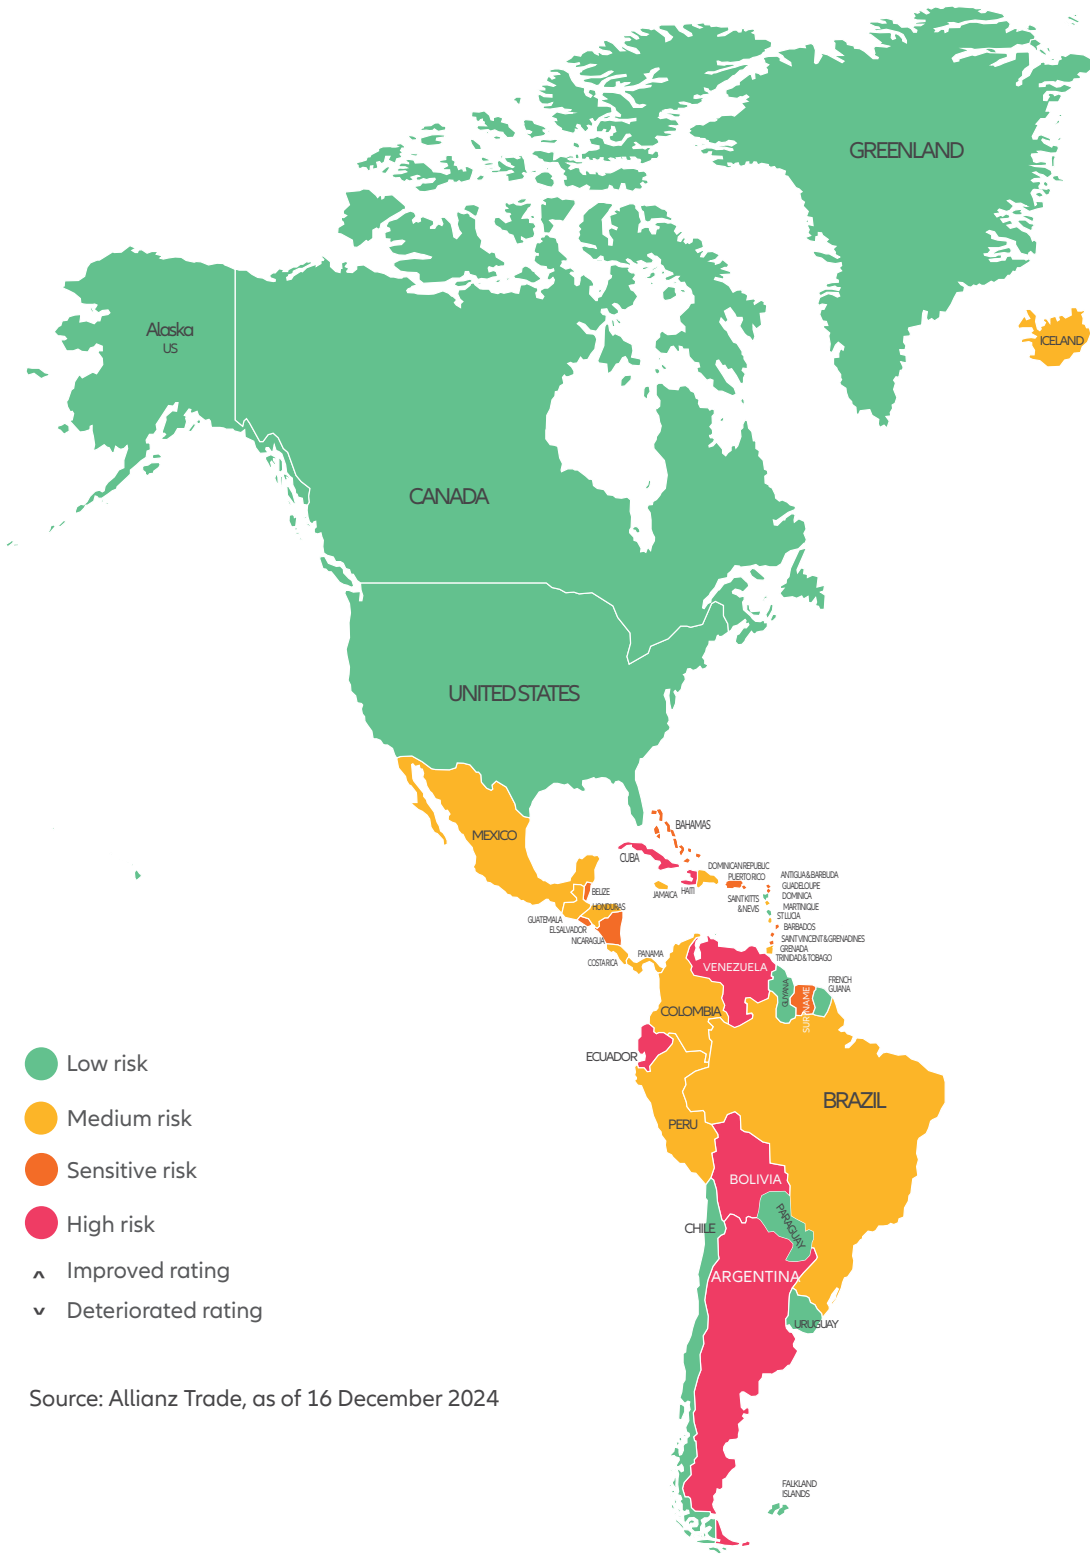 GREENLAND
Alaska
US
ICELAND
CANADA
UNITED STATES
MEXICO
BAHAMAS
CUBA
DOMINICAN REPUBLIC
PUERTO RICO
JAMAICA
HAITI
SAINT KITTS
& NEVIS
ANTIGUA & BARBUDA
GUADELOUPE
DOMINICA
MARTINIQUE
ST LUCIA
BARBADOS
SAINT VINCENT & GRENADINES
GRENADA
TRINIDAD & TOBAGO
BELIZE
HONDURAS
GUATEMALA
EL SALVADOR
NICARAGUA
COSTA RICA
PANAMA
VENEZUELA
GUYANA
SURINAME
FRENCH
GUIANA
COLOMBIA
ECUADOR
BRAZIL
PERU
BOLIVIA
PARAGUAY
CHILE
ARGENTINA
URUGUAY
FALKLAND
ISLANDS
Low risk
Medium risk
Sensitive risk
High risk
Improved rating
Deteriorated rating
Source: Allianz Trade, as of 16 December 2024